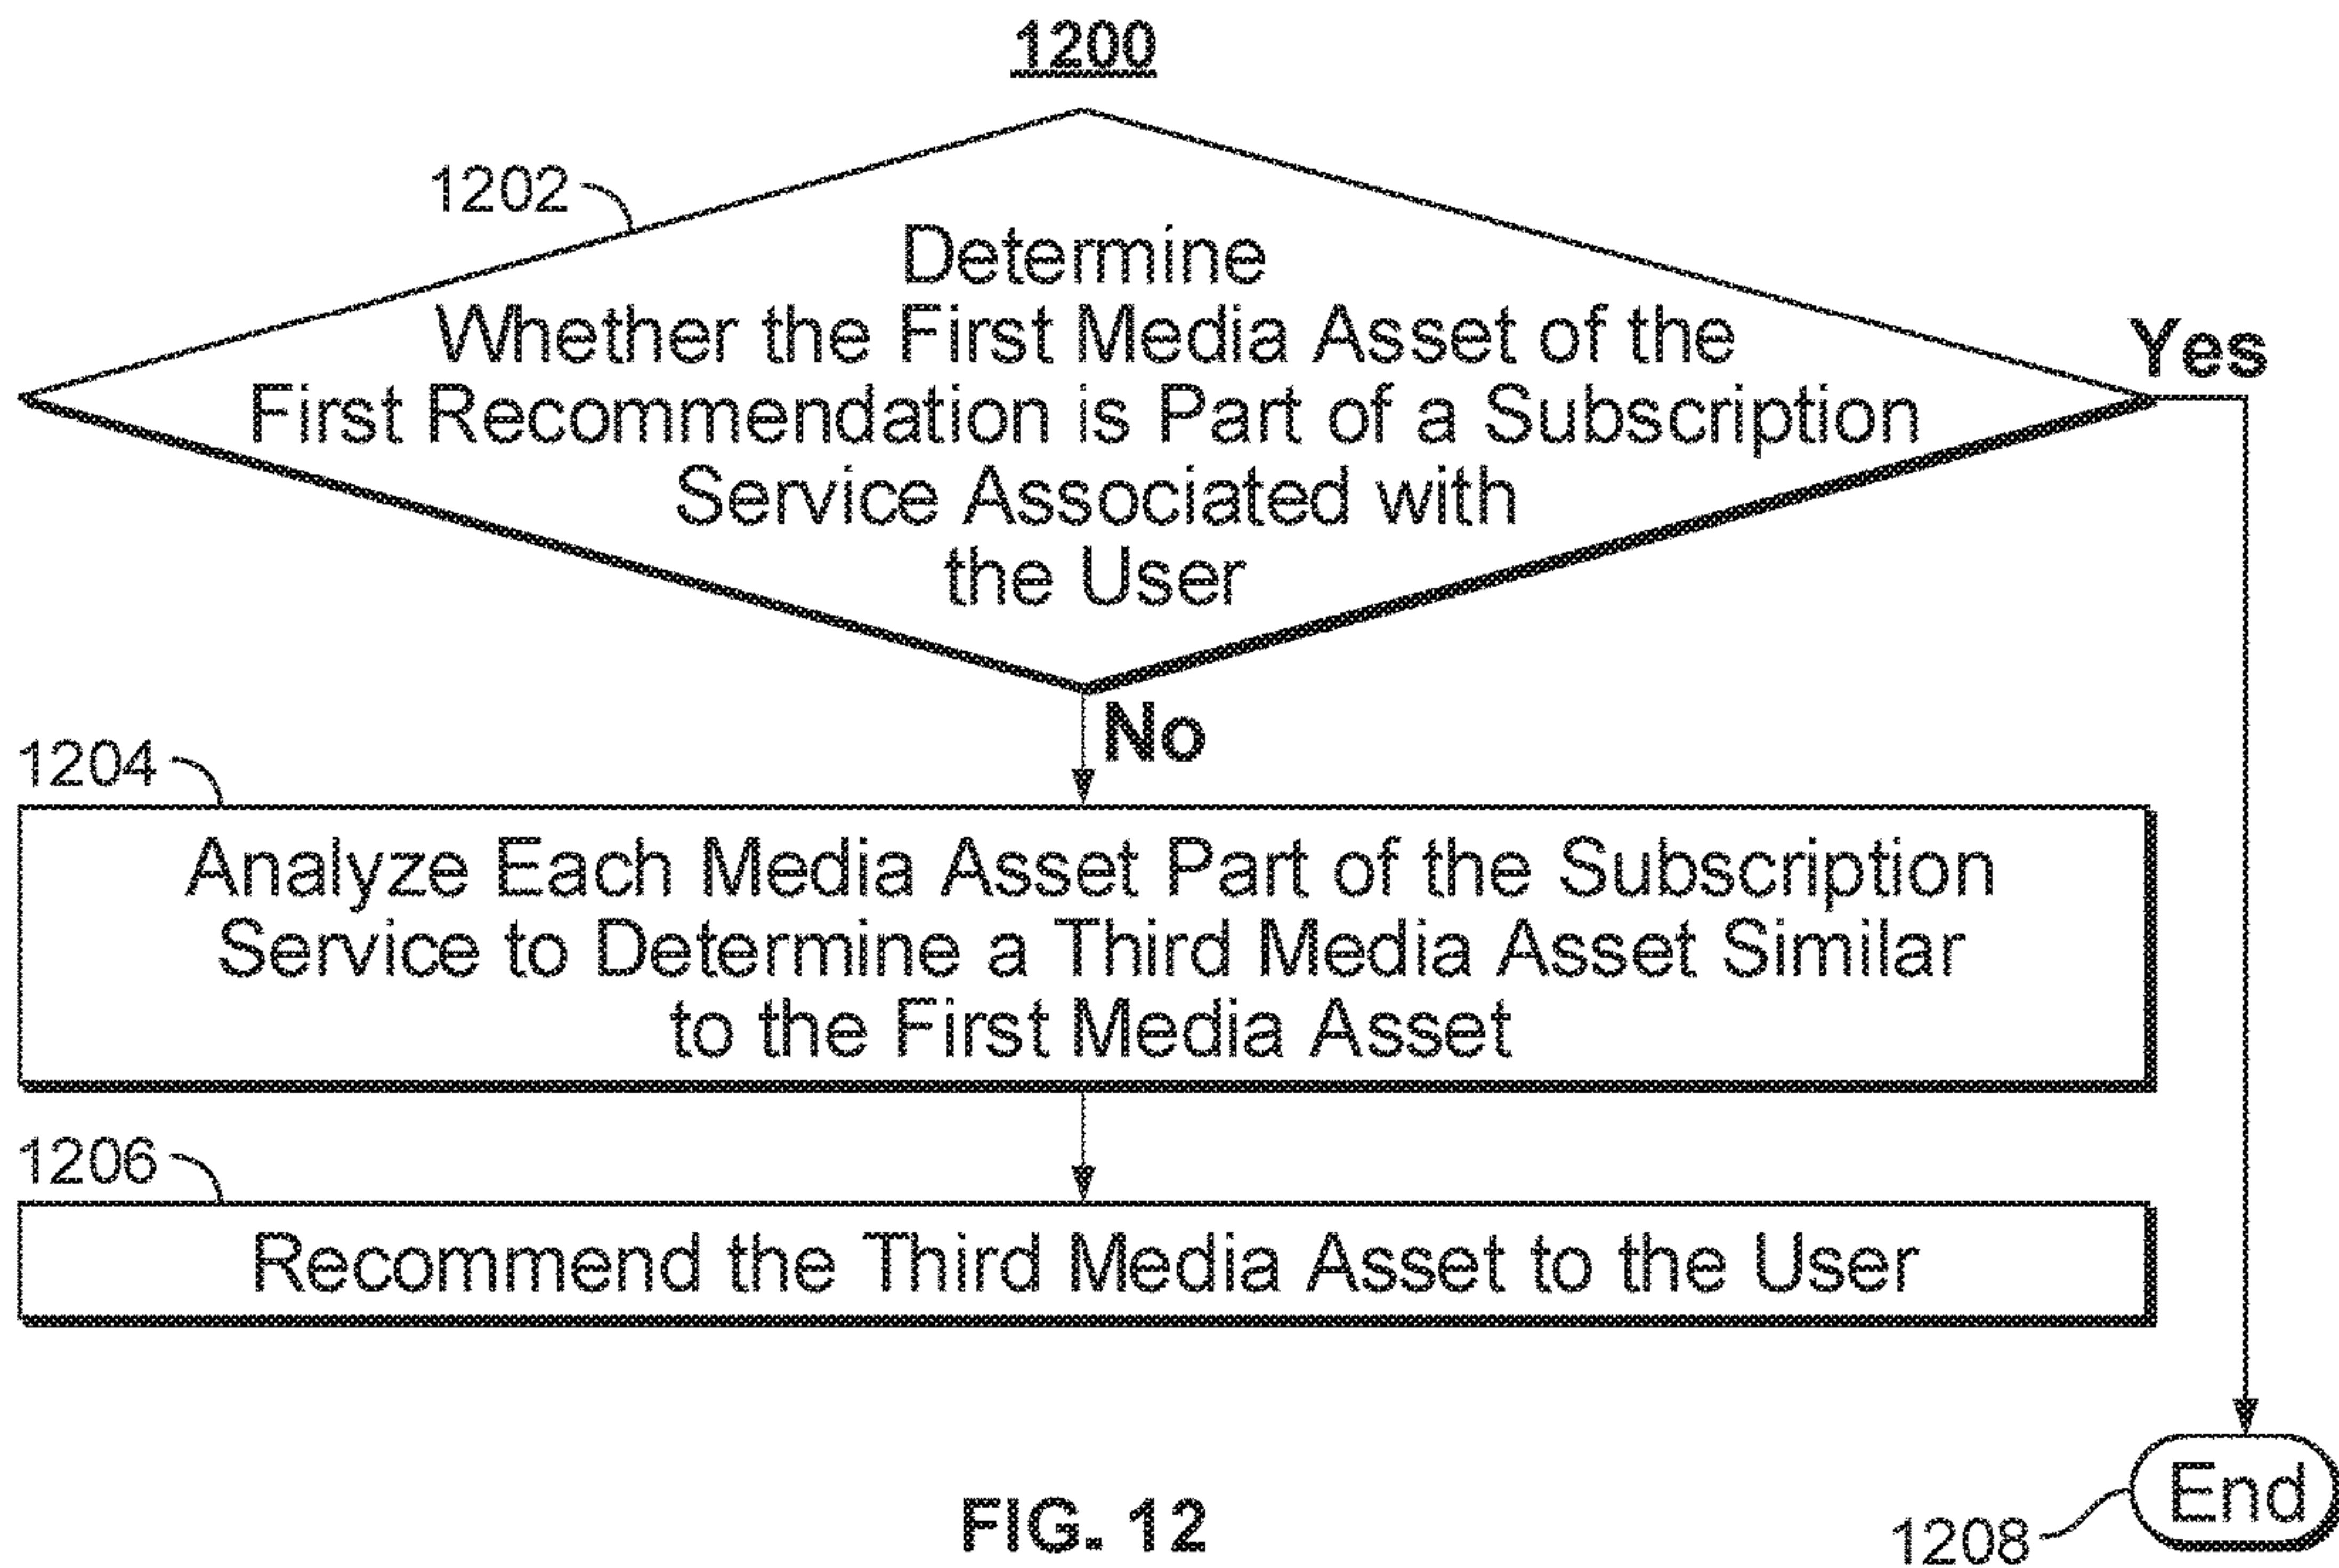 1200
1202
Determine
Whether the First Media Asset of the
First Recommendation is Part of a Subscription
Service Associated with
the User
Yes
No
1204
Analyze Each Media Asset Part of the Subscription
Service to Determine a Third Media Asset Similar
to the First Media Asset
1206
Recommend the Third Media Asset to the User
End
1208
FIG. 12